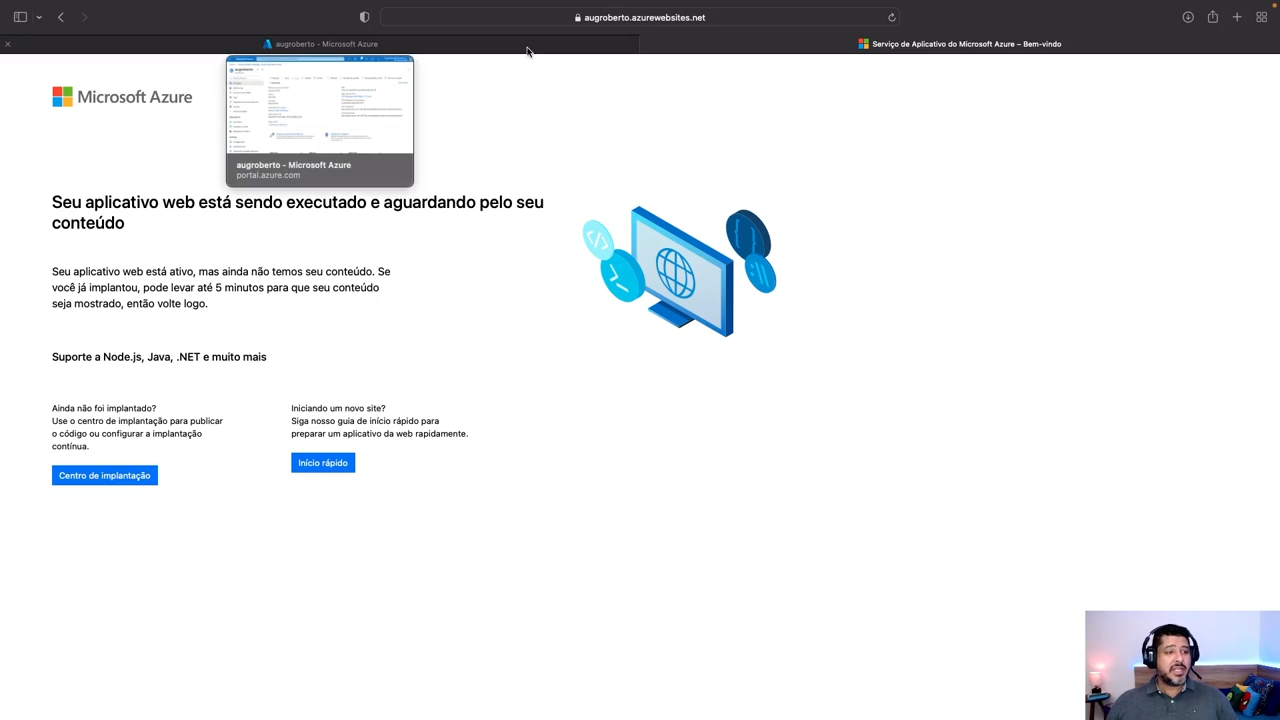 augroberto.azurewebsites.net
augroberto - Microsoft Azure
Serviço de Aplicativo do Microsoft Azure – Bem-vindo
Microsoft Azure
augroberto - Microsoft Azure
portal.azure.com
Seu aplicativo web está sendo executado e aguardando pelo seu
conteúdo
Seu aplicativo web está ativo, mas ainda não temos seu conteúdo. Se
você já implantou, pode levar até 5 minutos para que seu conteúdo
seja mostrado, então volte logo.
Suporte a Node.js, Java, .NET e muito mais
Ainda não foi implantado?
Use o centro de implantação para publicar
o código ou configurar a implantação
contínua.
Centro de implantação
Iniciando um novo site?
Siga nosso guia de início rápido para
preparar um aplicativo da web rapidamente.
Início rápido